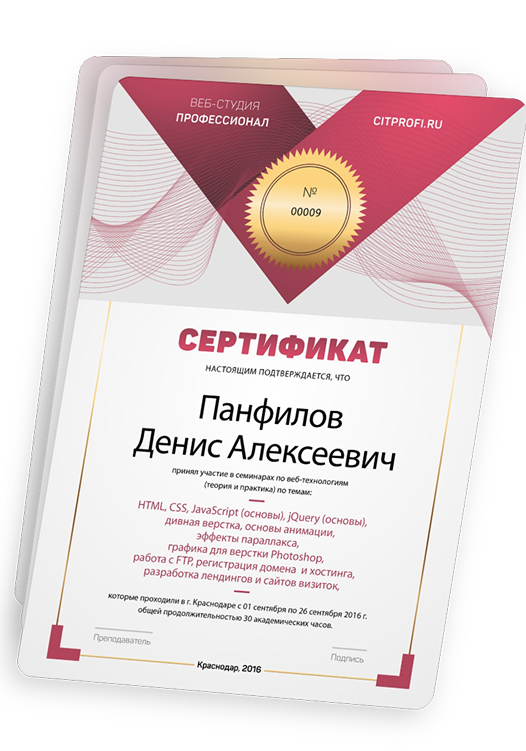 ВЕБ-СТУДИЯ
ПРОФЕССИОНАЛ
CITPROFI.RU
№
00009
СЕРТИФИКАТ
НАСТОЯЩИМ ПОДТВЕРЖДАЕТСЯ, ЧТО
Панфилов
Денис Алексеевич
принял участие в семинарах по веб-технологиям
(теория и практика) по темам:
HTML, CSS, JavaScript (основы), jQuery (основы),
дивная верстка, основы анимации,
эффекты параллакса,
графика для верстки Photoshop,
работа с FTP, регистрация домена и хостинга,
разработка лендингов и сайтов визиток,
которые проходили в г. Краснодаре с 01 сентября по 26 сентября 2016 г.
общей продолжительностью 30 академических часов.
Преподаватель
Подпись
Краснодар, 2016